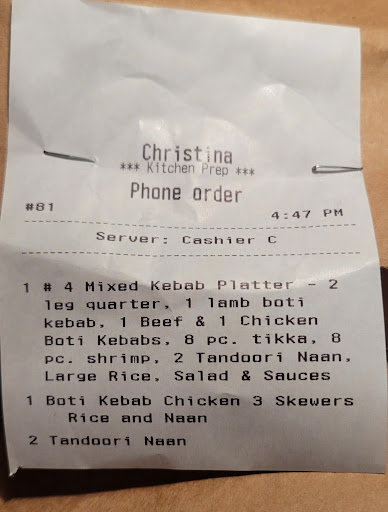 Christina
*** Kitchen Prep ***
Phone order
#81 4:47 PM
Server: Cashier C
1 # 4 Mixed Kebab Platter - 2
leg quarter, 1 lamb boti
kebab, 1 Beef & 1 Chicken
Boti Kebabs, 8 pc. tikka, 8
pc. shrimp, 2 Tandoori Naan,
Large Rice, Salad & Sauces
1 Boti Kebab Chicken 3 Skewers
Rice and Naan
2 Tandoori Naan